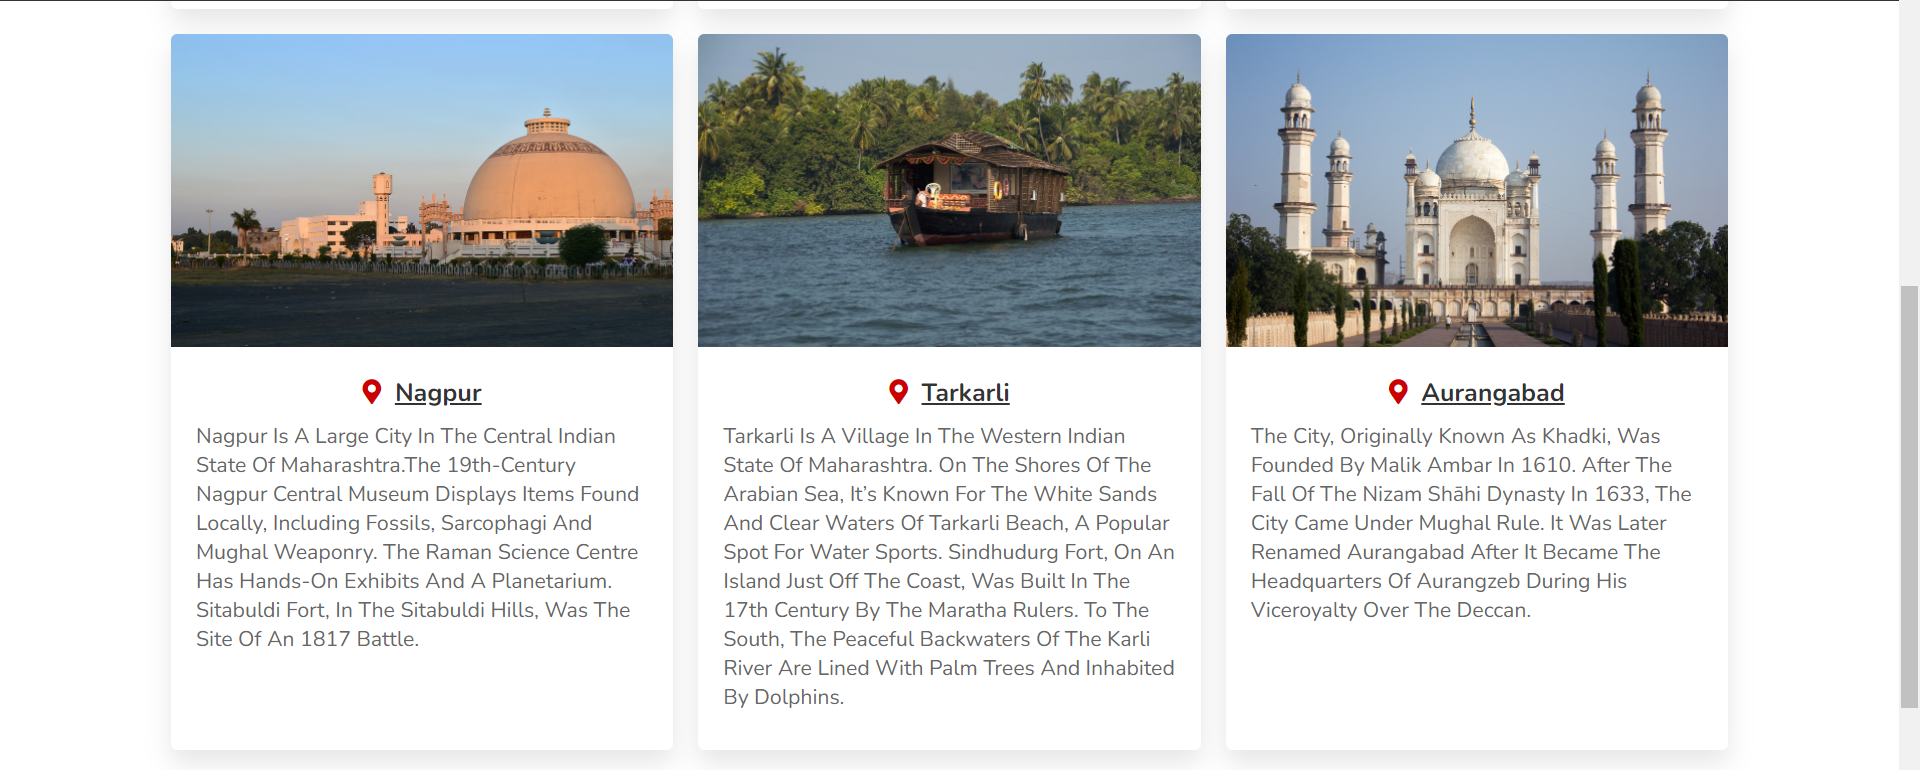 Nagpur
Nagpur Is A Large City In The Central Indian
State Of Maharashtra.The 19th-Century
Nagpur Central Museum Displays Items Found
Locally, Including Fossils, Sarcophagi And
Mughal Weaponry. The Raman Science Centre
Has Hands-On Exhibits And A Planetarium.
Sitabuldi Fort, In The Sitabuldi Hills, Was The
Site Of An 1817 Battle.
Tarkarli
Tarkarli Is A Village In The Western Indian
State Of Maharashtra. On The Shores Of The
Arabian Sea, It’s Known For The White Sands
And Clear Waters Of Tarkarli Beach, A Popular
Spot For Water Sports. Sindhudurg Fort, On An
Island Just Off The Coast, Was Built In The
17th Century By The Maratha Rulers. To The
South, The Peaceful Backwaters Of The Karli
River Are Lined With Palm Trees And Inhabited
By Dolphins.
Aurangabad
The City, Originally Known As Khadki, Was
Founded By Malik Ambar In 1610. After The
Fall Of The Nizam Shāhi Dynasty In 1633, The
City Came Under Mughal Rule. It Was Later
Renamed Aurangabad After It Became The
Headquarters Of Aurangzeb During His
Viceroyalty Over The Deccan.